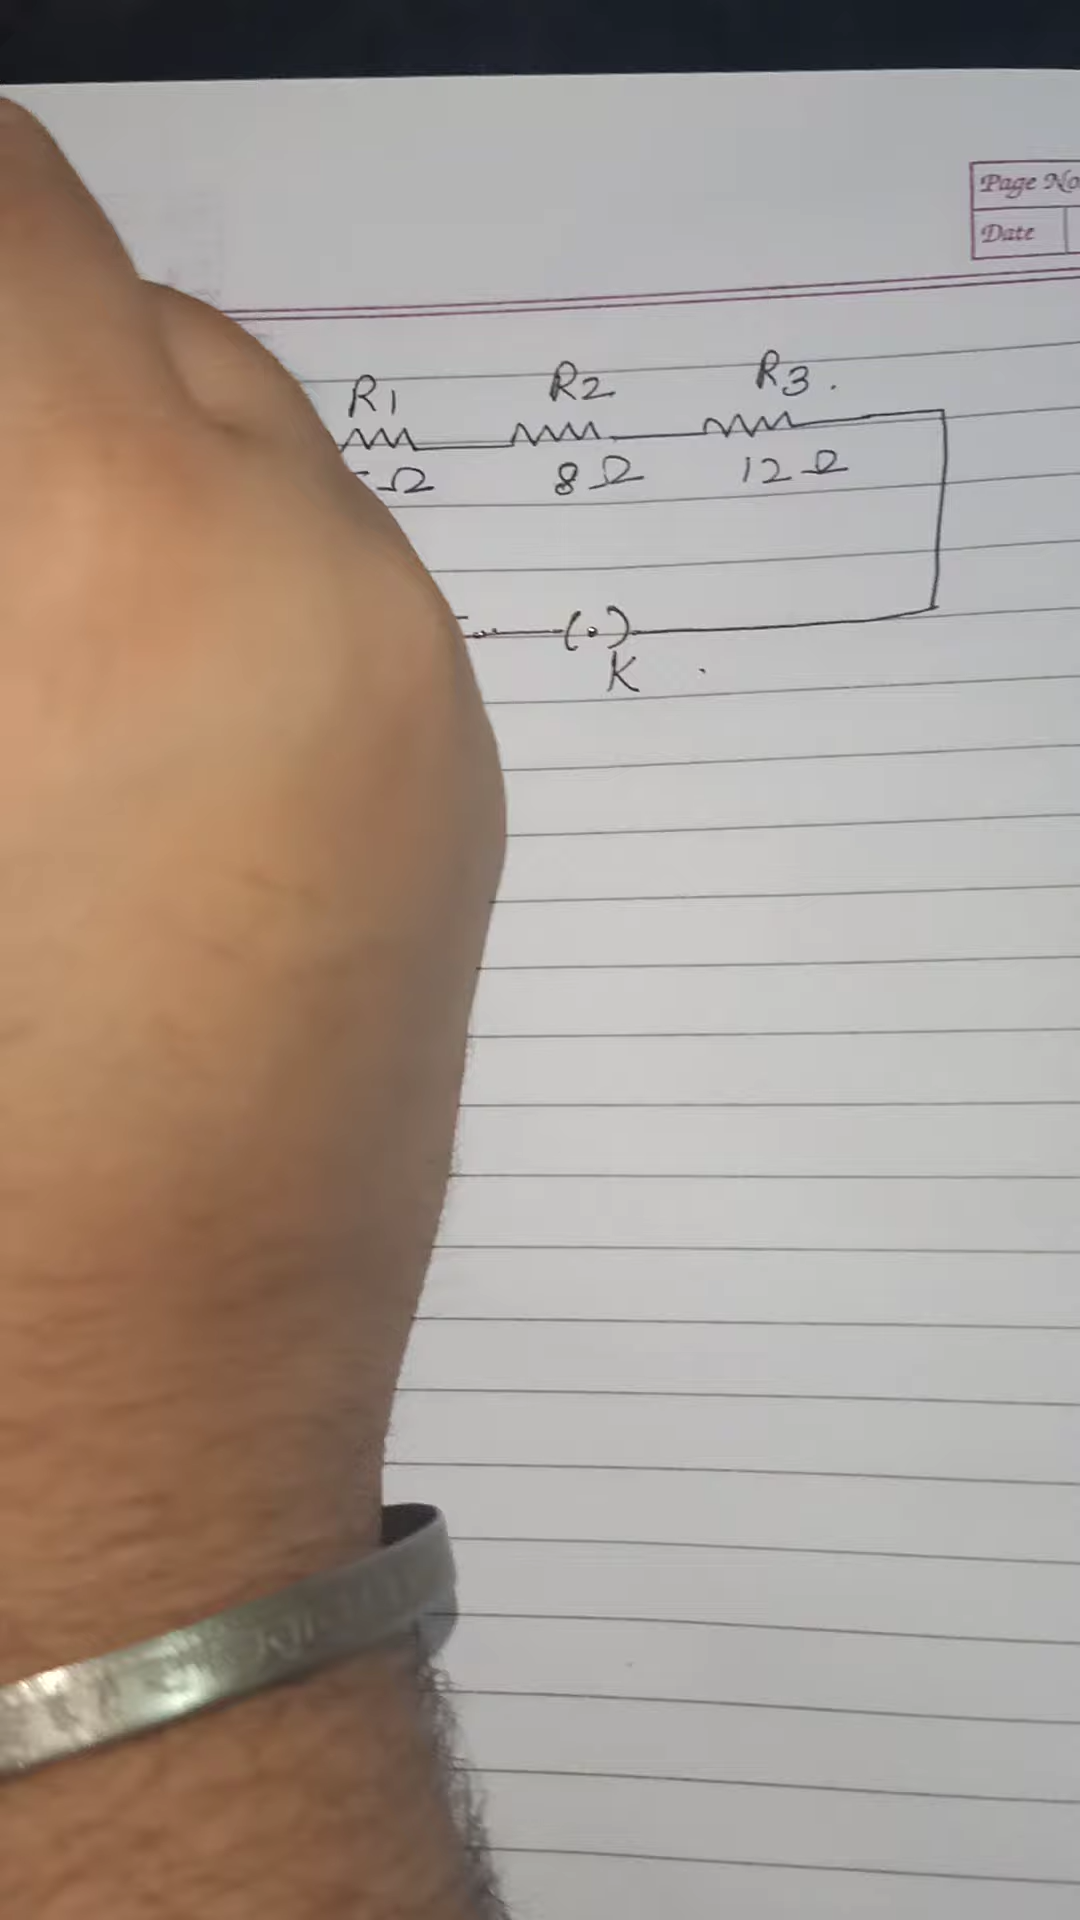 Page No
Date
R1 R2 R3.
Ω 8 Ω 12 Ω
K